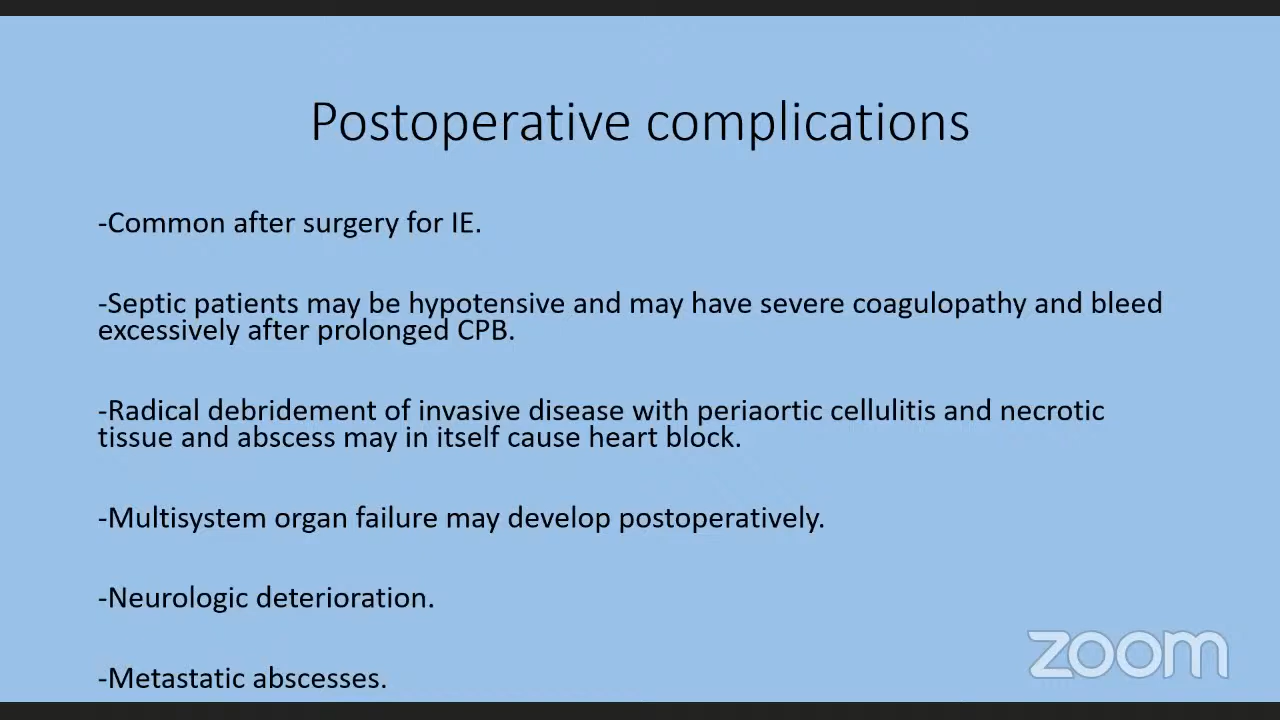 Postoperative complications
-Common after surgery for IE.
-Septic patients may be hypotensive and may have severe coagulopathy and bleed
excessively after prolonged CPB.
-Radical debridement of invasive disease with periaortic cellulitis and necrotic
tissue and abscess may in itself cause heart block.
-Multisystem organ failure may develop postoperatively.
-Neurologic deterioration.
-Metastatic abscesses.
zoom